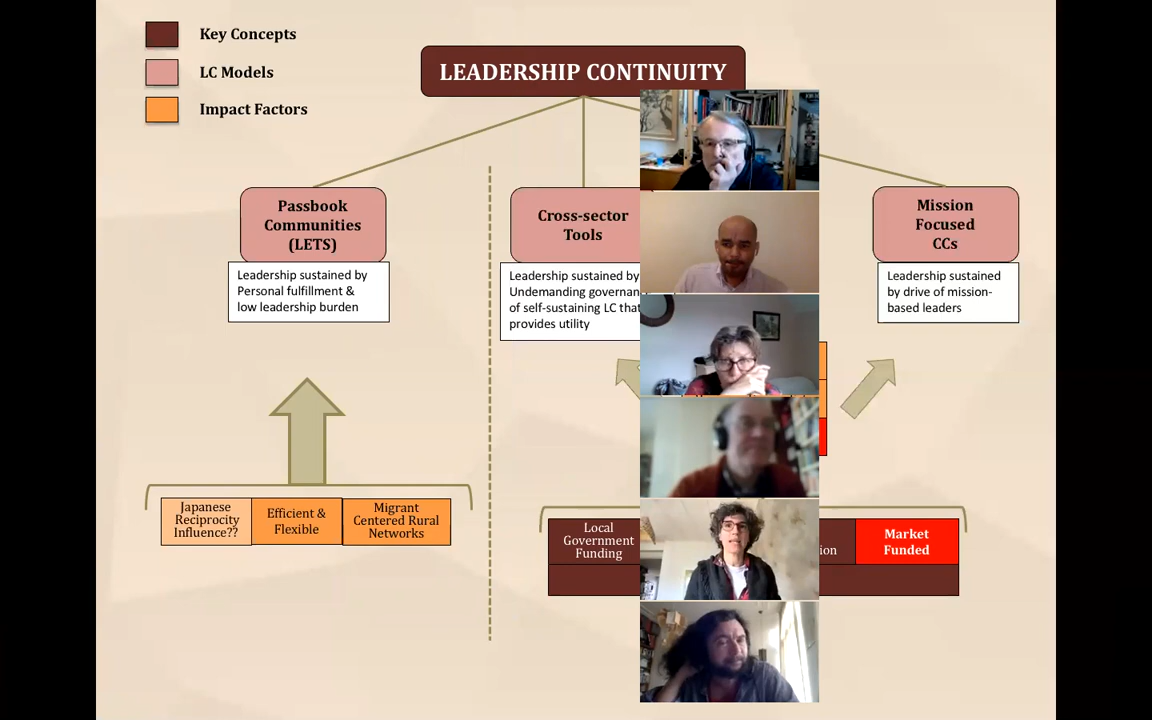 Key Concepts
LC Models
Impact Factors
LEADERSHIP CONTINUITY
Passbook
Communities
(LETS)
Leadership sustained by
Personal fulfillment &
low leadership burden
Cross-sector
Tools
Leadership sustained by
Undemanding
of self-sustaining LC that
provides utility
Mission
Focused
CCs
Leadership sustained
by drive of mission-
based leaders
Japanese
Reciprocity
Influence??
Efficient &
Flexible
Migrant
Centered Rural
Networks
Local
Government
Funding
Market
Funded